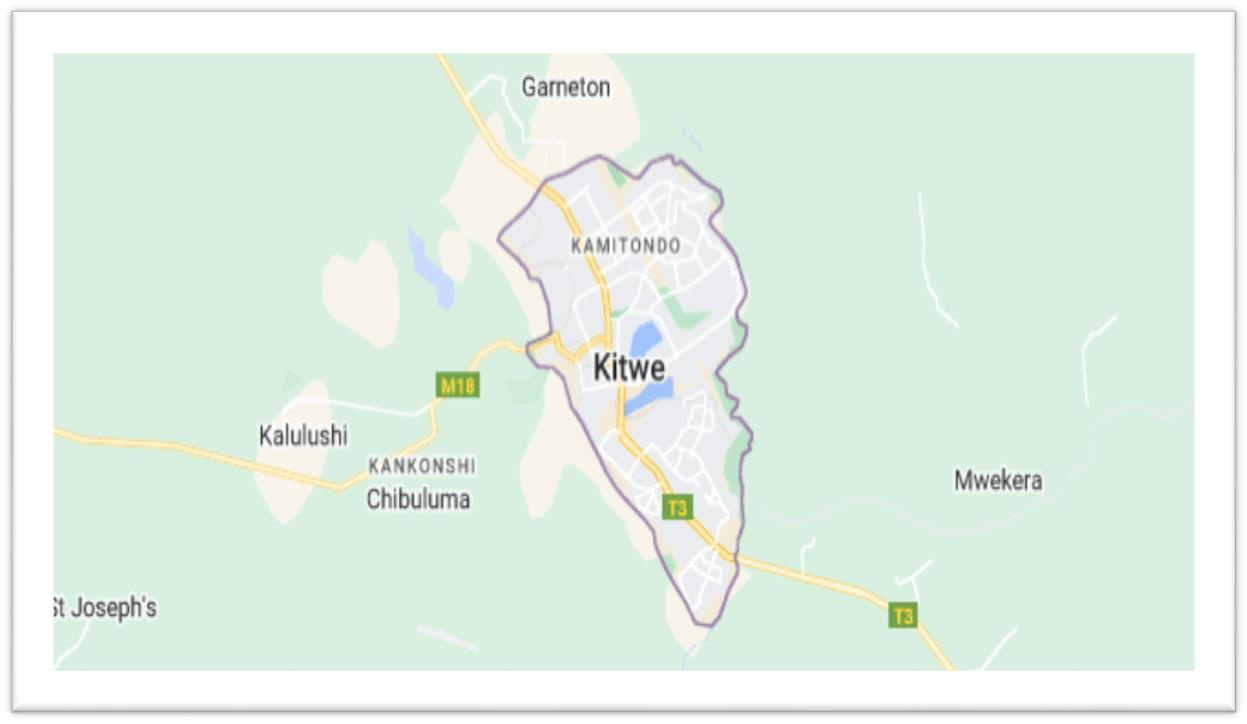 Garneton
KAMITONDO
Kitwe
M18
Kalulushi
KANKONSHI
Chibuluma
Mwekera
T3
St Joseph's
T3